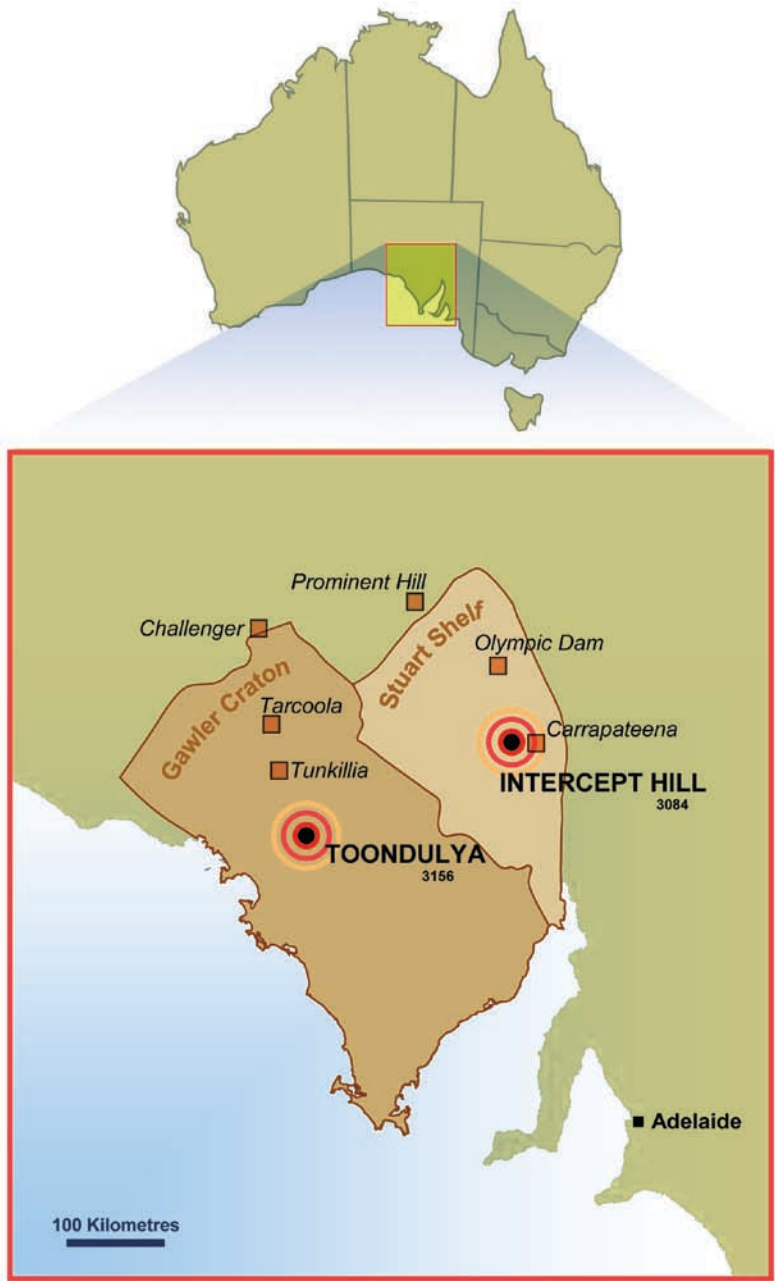 Prominent Hill
Challenger
Stuart Shelf
Olympic Dam
Gawler Craton
Tarcoola
Carrapateena
Tunkillia
INTERCEPT HILL
3084
TOONDULYA
3156
Adelaide
100 Kilometres